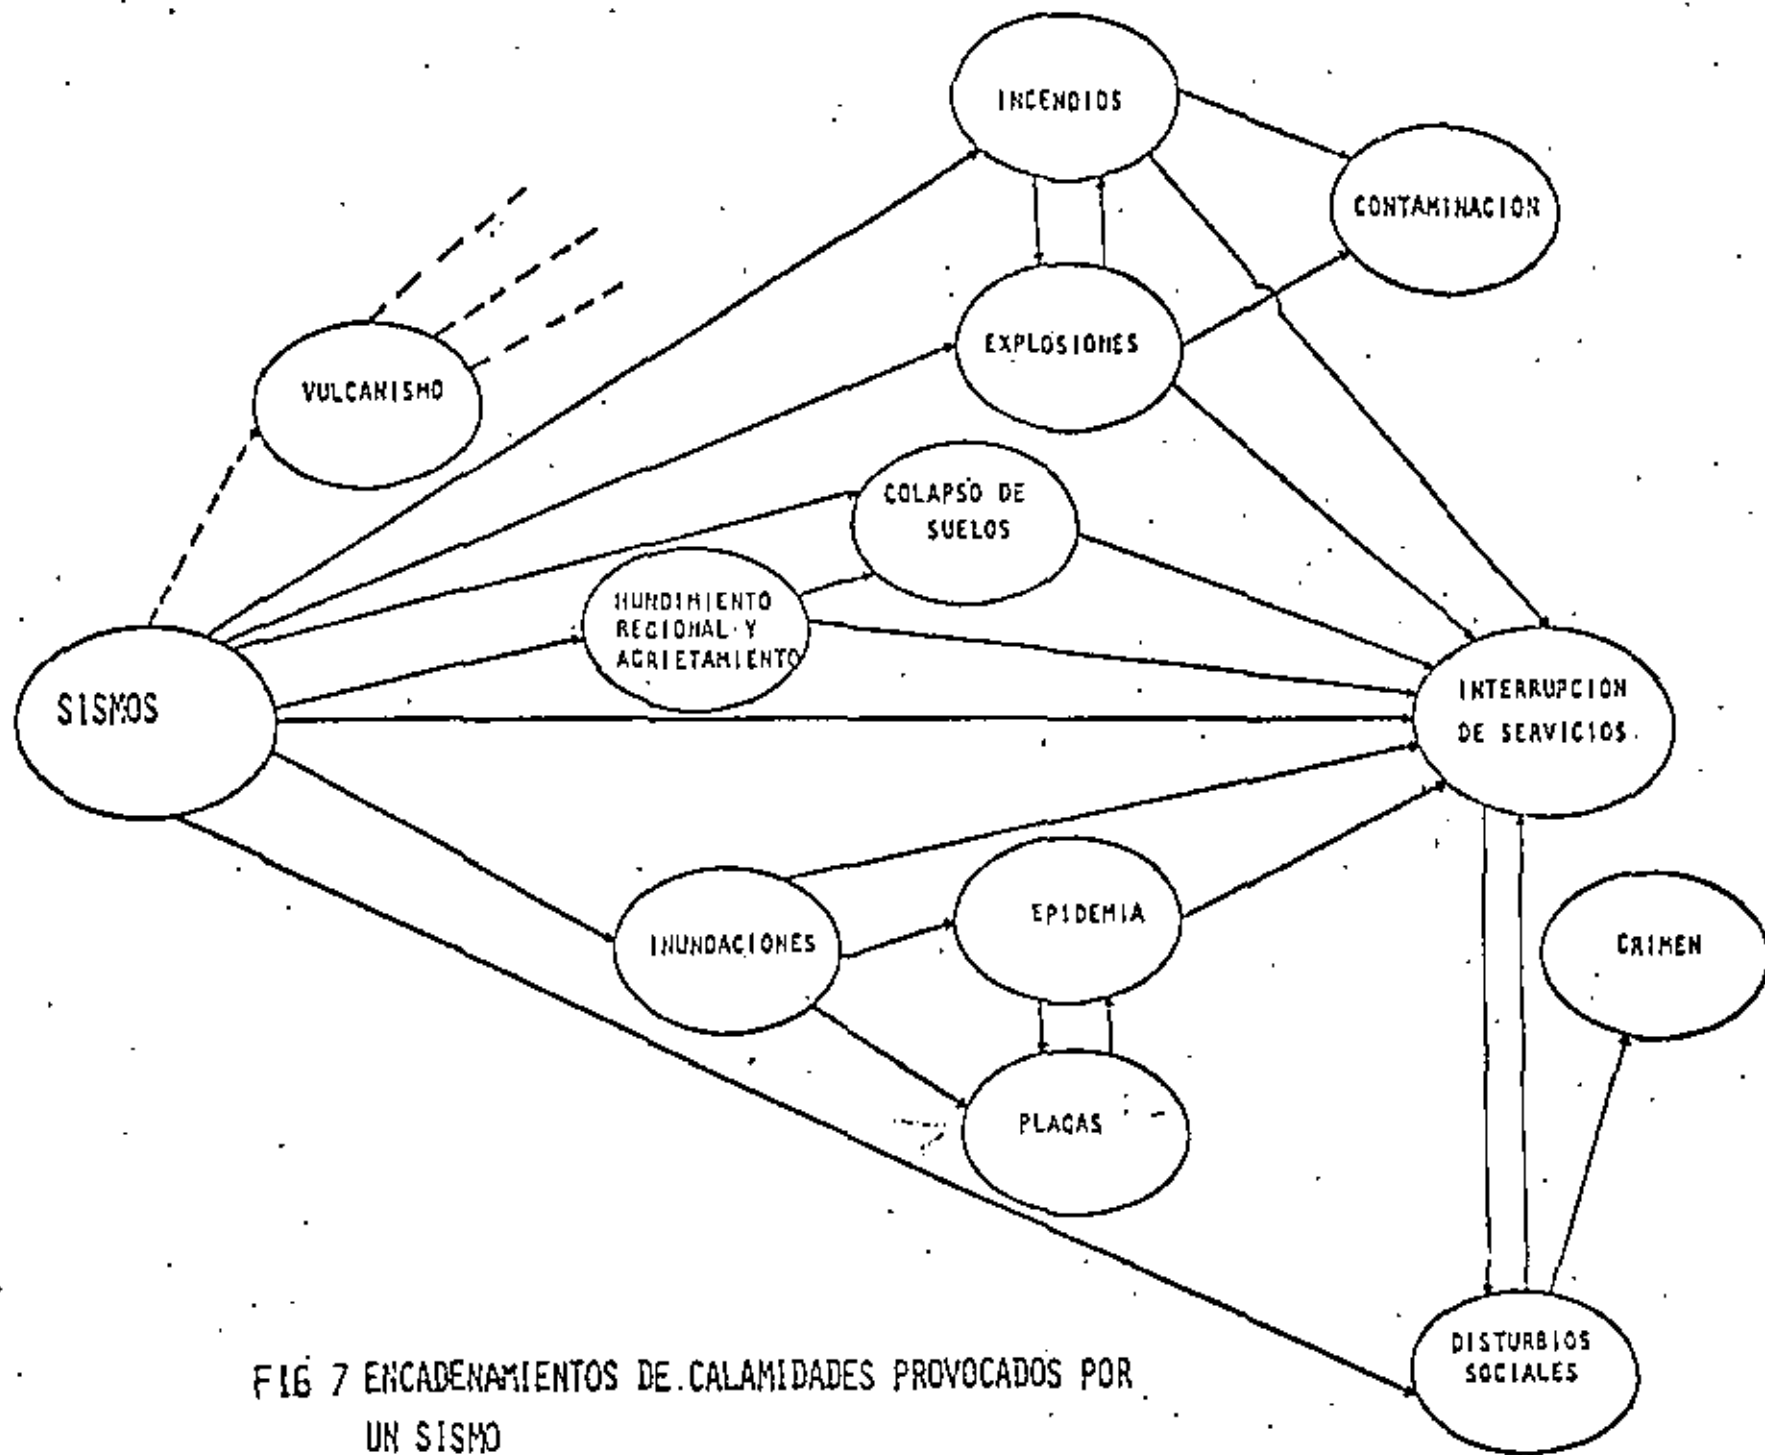 INCENDIOS
CONTAMINACION
EXPLOSIONES
VULCANISMO
COLAPSO DE
SUELOS
HUNDIMIENTO
REGIONAL Y
AGRIETAMIENTO
SISMOS
INTERRUPCION
DE SERVICIOS.
EPIDEMIA
INUNDACIONES
CRIMEN
PLAGAS
DISTURBIOS
SOCIALES
FIG 7 ENCADENAMIENTOS DE CALAMIDADES PROVOCADOS POR
UN SISMO